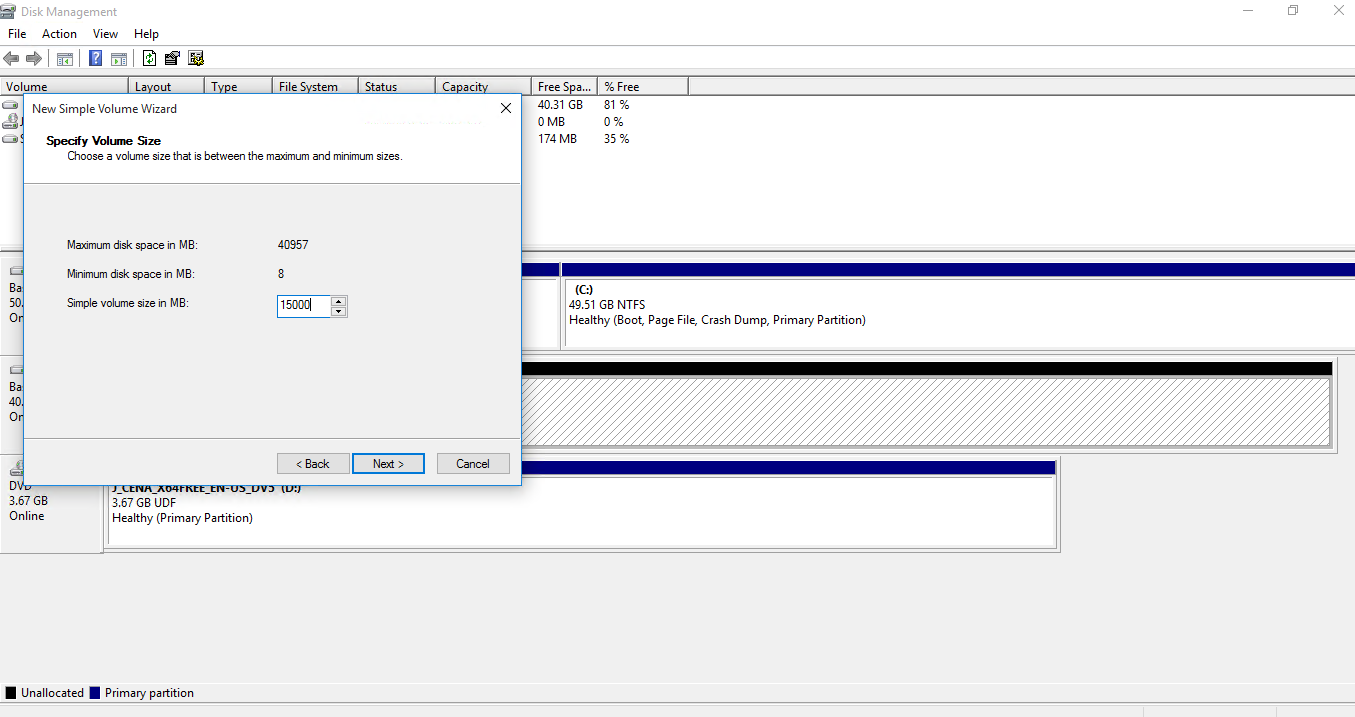 Disk Management
File Action View Help
Volume Layout Type File System Status Capacity Free Spa... % Free
40.31 GB 81 %
0 MB 0 %
174 MB 35 %
New Simple Volume Wizard
Specify Volume Size
Choose a volume size that is between the maximum and minimum sizes.
Maximum disk space in MB: 40957
Minimum disk space in MB: 8
Simple volume size in MB: 15000
< Back Next > Cancel
Ba
50.
On
(C:)
49.51 GB NTFS
Healthy (Boot, Page File, Crash Dump, Primary Partition)
Ba
40.
On
DVD
3.67 GB
Online
J_CENA_X64FREE_EN-US_DV5 (D:)
3.67 GB UDF
Healthy (Primary Partition)
Unallocated Primary partition